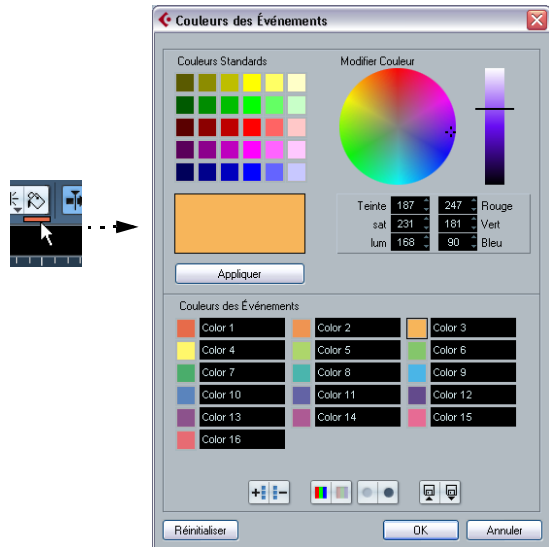 Couleurs des Événements
Couleurs Standards
Modifier Couleur
Teinte 187 247 Rouge
sat 231 181 Vert
lum 168 90 Bleu
Appliquer
Couleurs des Événements
Color 1 Color 2 Color 3
Color 4 Color 5 Color 6
Color 7 Color 8 Color 9
Color 10 Color 11 Color 12
Color 13 Color 14 Color 15
Color 16
Réinitialiser OK Annuler